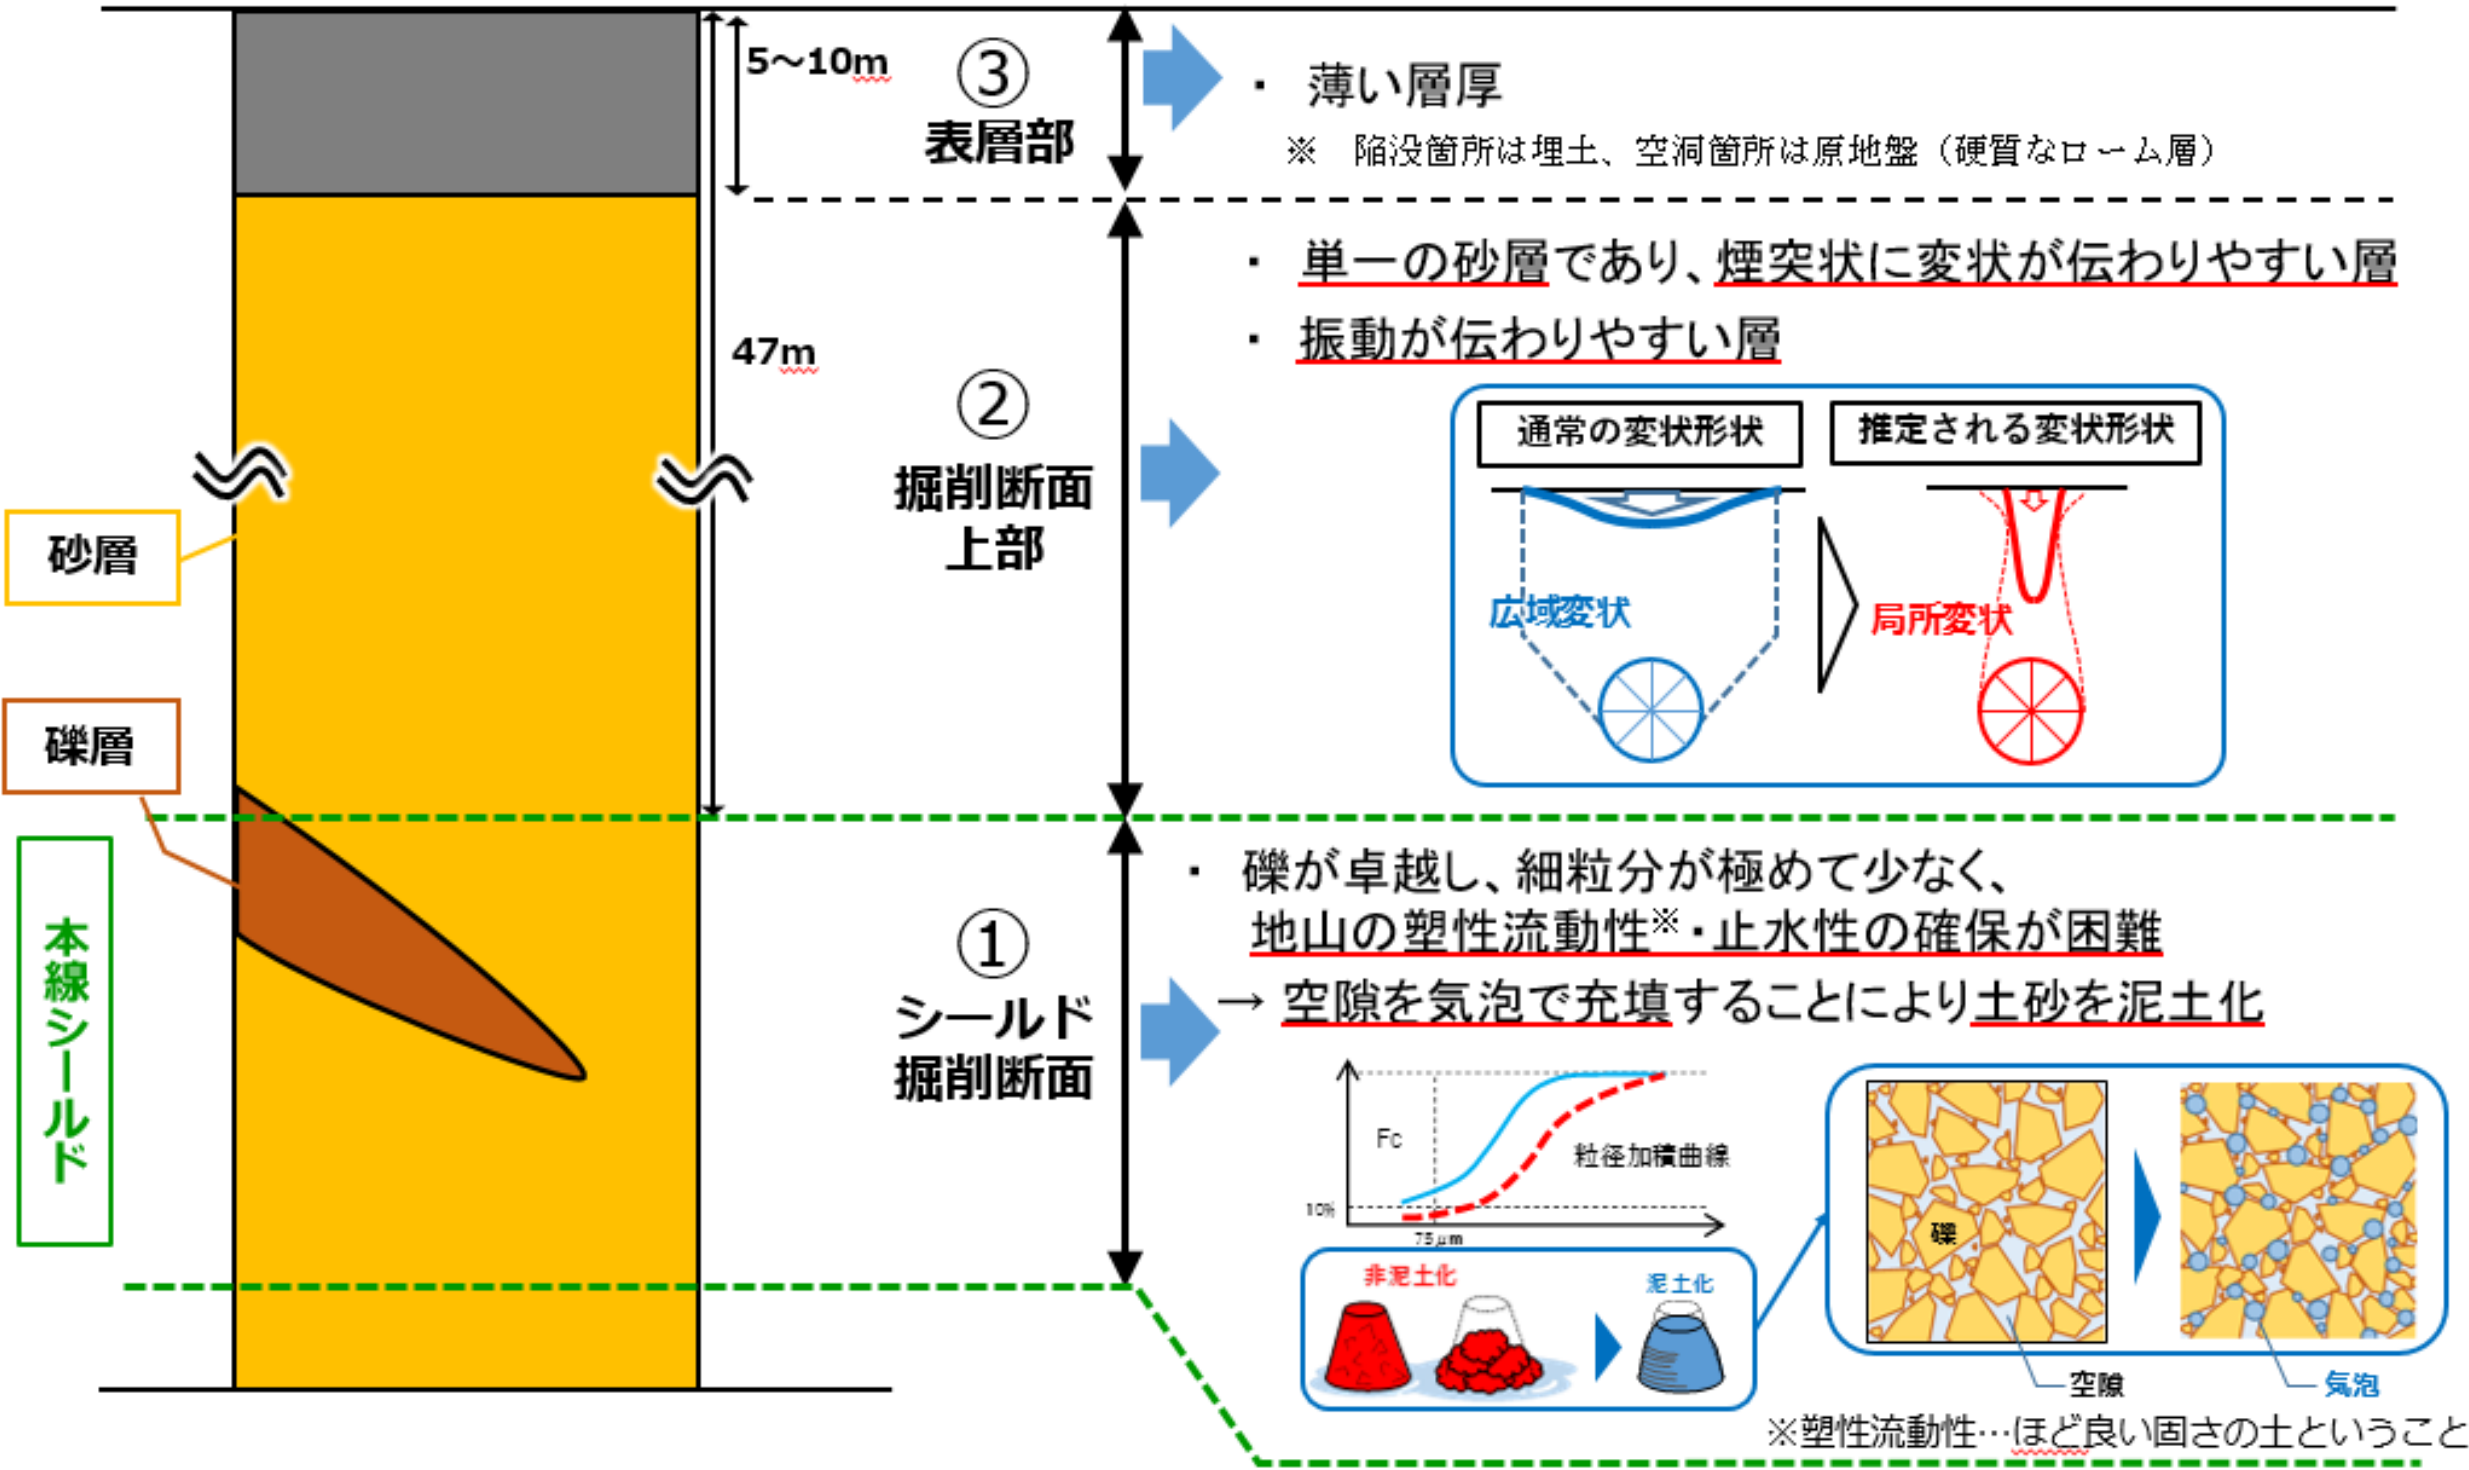 5～10m
③
表層部
・ 薄い層厚
※ 陥没箇所は埋土、空洞箇所は原地盤（硬質なローム層）
・ 単一の砂層であり、煙突状に変状が伝わりやすい層
・ 振動が伝わりやすい層
47m
②
掘削断面
上部
通常の変状形状
推定される変状形状
広域変状
局所変状
砂層
礫層
本線シールド
①
シールド
掘削断面
・ 礫が卓越し、細粒分が極めて少なく、
地山の塑性流動性※・止水性の確保が困難
→ 空隙を気泡で充填することにより土砂を泥土化
Fc
粒径加積曲線
10%
75μm
非泥土化
泥土化
礫
空隙
気泡
※塑性流動性…ほど良い固さの土ということ